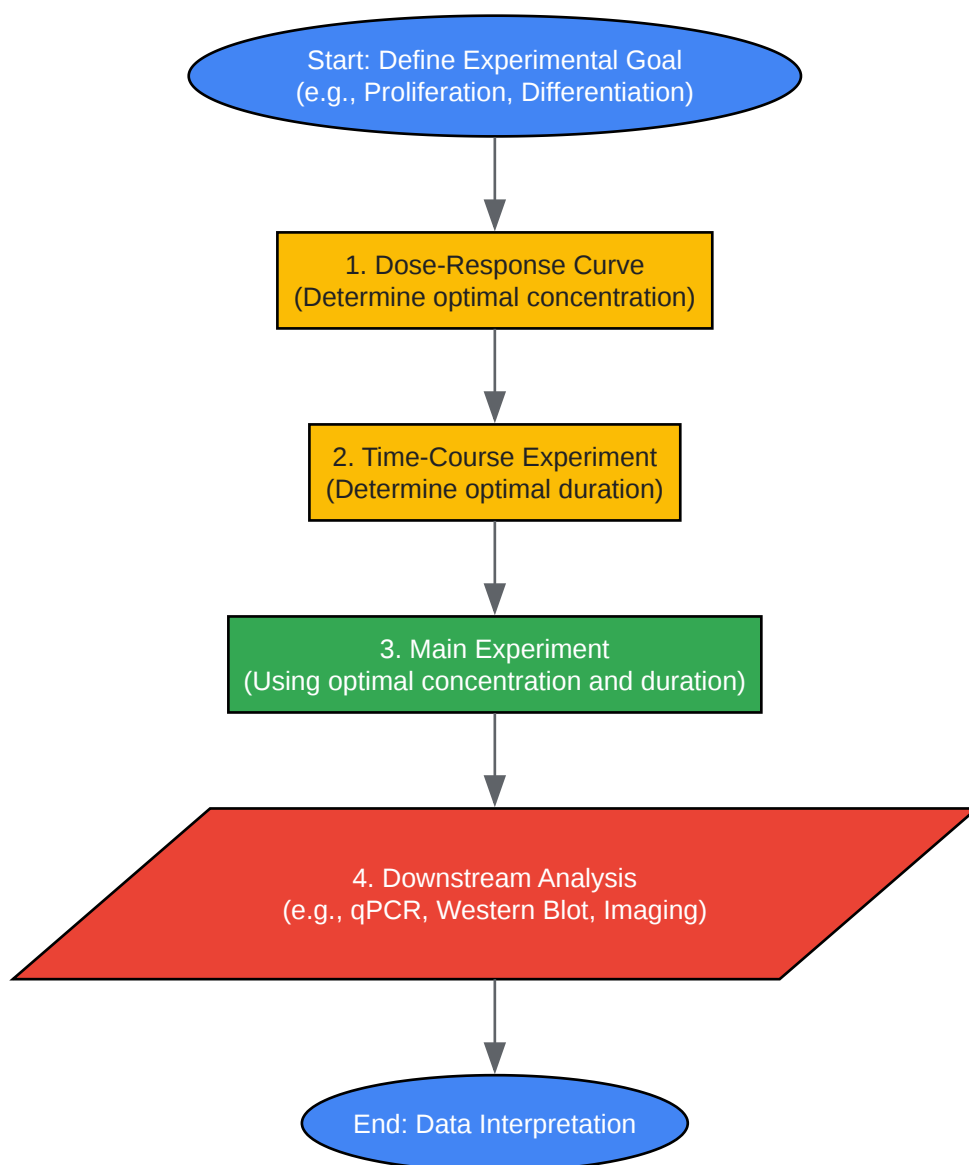 Start: Define Experimental Goal
(e.g., Proliferation, Differentiation)
1. Dose-Response Curve
(Determine optimal concentration)
2. Time-Course Experiment
(Determine optimal duration)
3. Main Experiment
(Using optimal concentration and duration)
4. Downstream Analysis
(e.g., qPCR, Western Blot, Imaging)
End: Data Interpretation